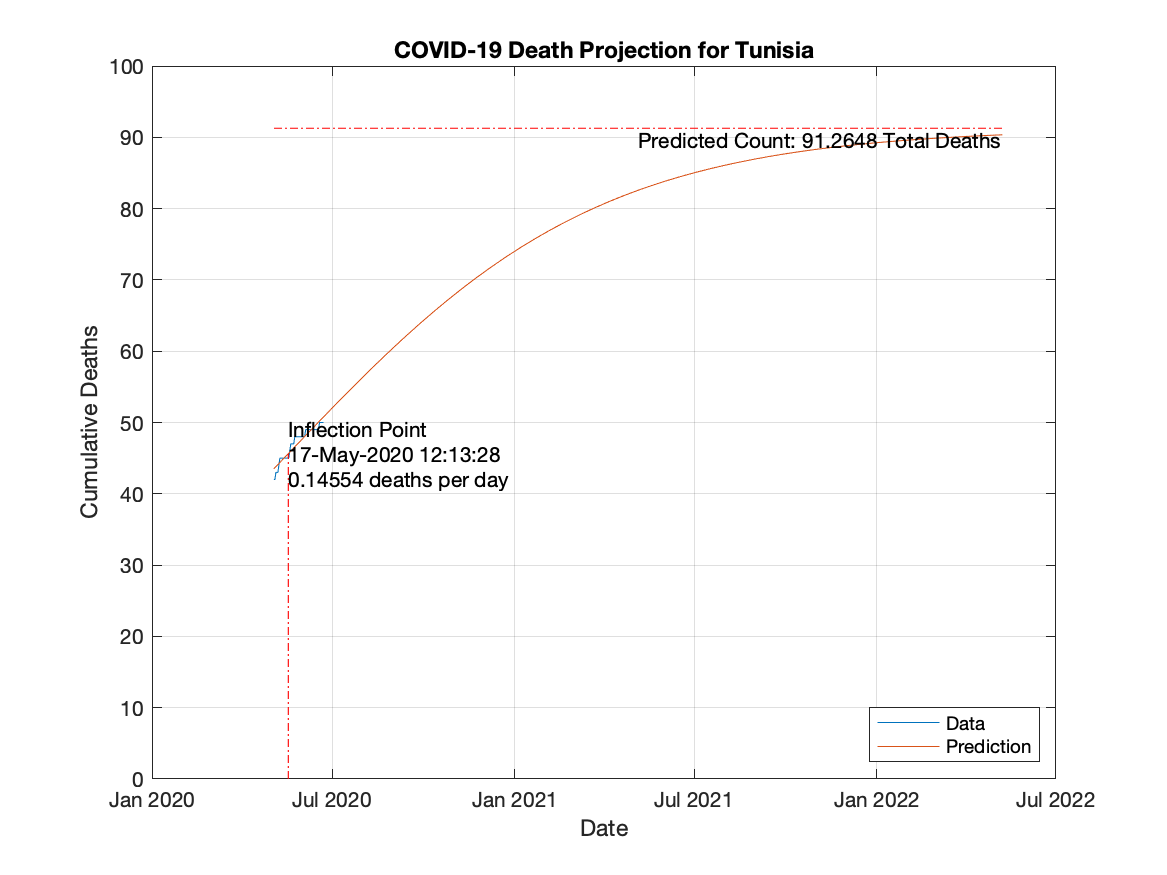 COVID-19 Death Projection for Tunisia
100
90
80
70
60
50
40
30
20
10
0
Cumulative Deaths
Predicted Count: 91.2648 Total Deaths
Inflection Point
17-May-2020 12:13:28
0.14554 deaths per day
Data
Prediction
Jan 2020
Jul 2020
Jan 2021
Jul 2021
Jan 2022
Jul 2022
Date